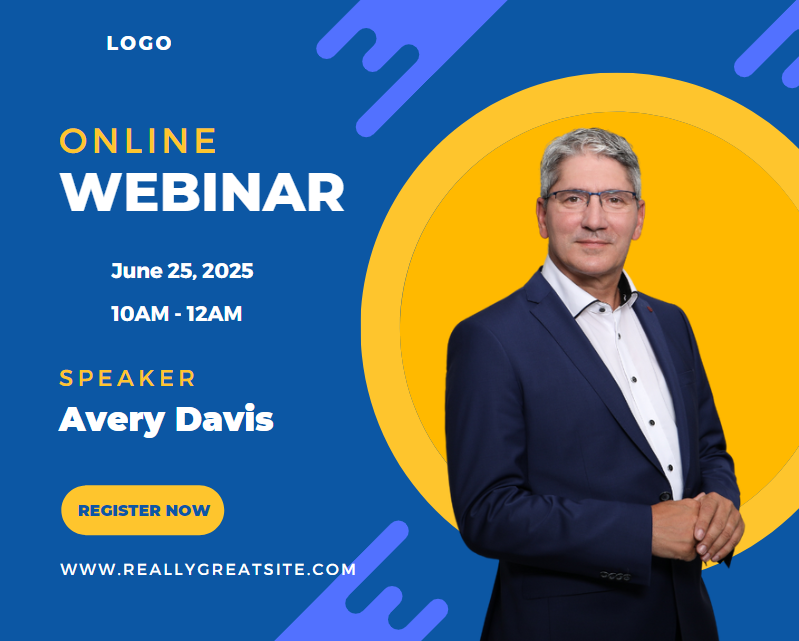 LOGO
ONLINE
WEBINAR
June 25, 2025
10AM - 12AM
SPEAKER
Avery Davis
REGISTER NOW
WWW.REALLYGREATSITE.COM